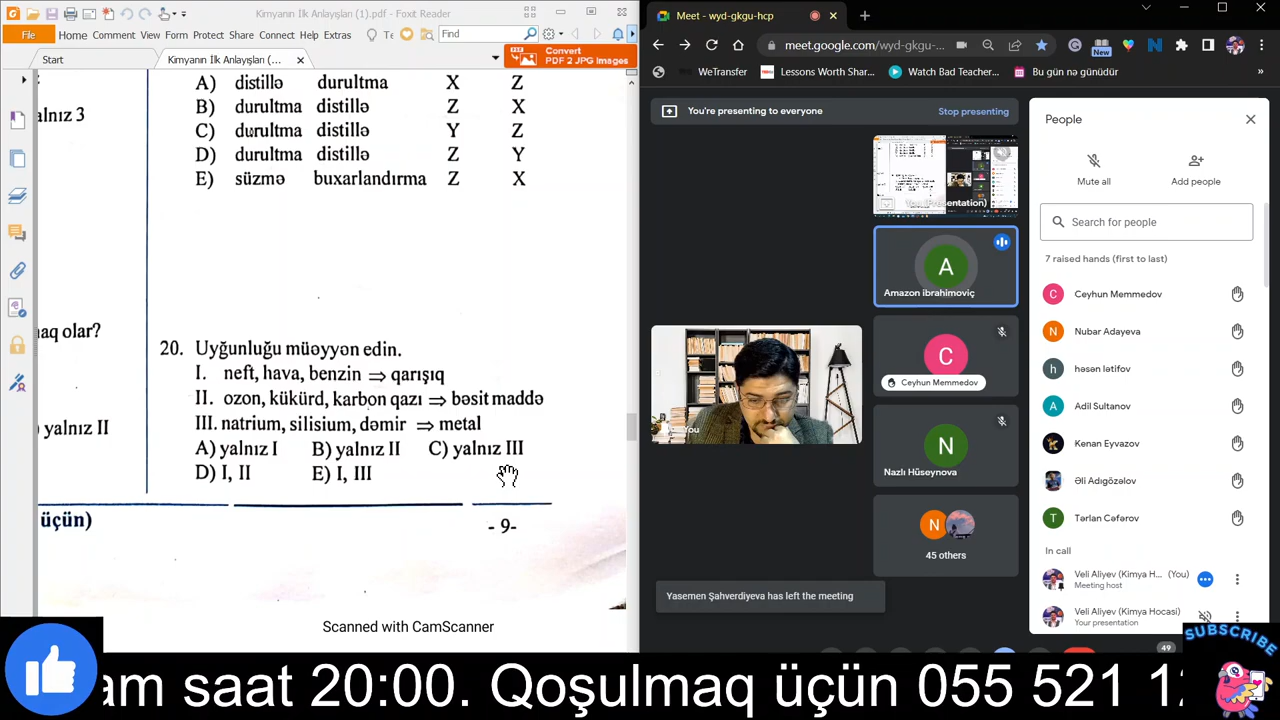 Kimyanın İlk Anlayışları (1).pdf - Foxit Reader
File Home Comment View Form Protect Share Connect Help Extras Find
Start
Kimyanın İlk Anlayışları (...
Convert
PDF 2 JPG Images
alnız 3
aq olar?
yalnız II
üçün)
A) distillə durultma X Z
B) durultma distillə Z X
C) durultma distillə Y Z
D) durultma distillə Z Y
E) süzmə buxarlandırma Z X
20. Uyğunluğu müəyyən edin.
I. neft, hava, benzin ⇒ qarışıq
II. ozon, kükürd, karbon qazı ⇒ bəsit maddə
III. natrium, silisium, dəmir ⇒ metal
A) yalnız I B) yalnız II C) yalnız III
D) I, II E) I, III
- 9-
Scanned with CamScanner
Meet - wyd-gkgu-hcp
meet.google.com/wyd-gkgu-...
New
WeTransfer
Lessons Worth Shar...
Watch Bad Teacher...
Bu gün nə günüdür
You're presenting to everyone
Stop presenting
You (Presentation)
A
Amazon ibrahimoviç
C
Ceyhun Memmedov
N
Nazlı Hüseynova
N
45 others
You
Yasemen Şahverdiyeva has left the meeting
People
Mute all
Add people
Search for people
7 raised hands (first to last)
C Ceyhun Memmedov
N Nubar Adayeva
h həsən lətifov
A Adil Sultanov
Kenan Eyvazov
Əli Adıgözəlov
T Tərlan Cəfərov
In call
Veli Aliyev (Kimya H... (You)
Meeting host
Veli Aliyev (Kimya Hocasi)
Your presentation
49
SUBSCRIBE
am saat 20:00. Qoşulmaq üçün 055 521 12